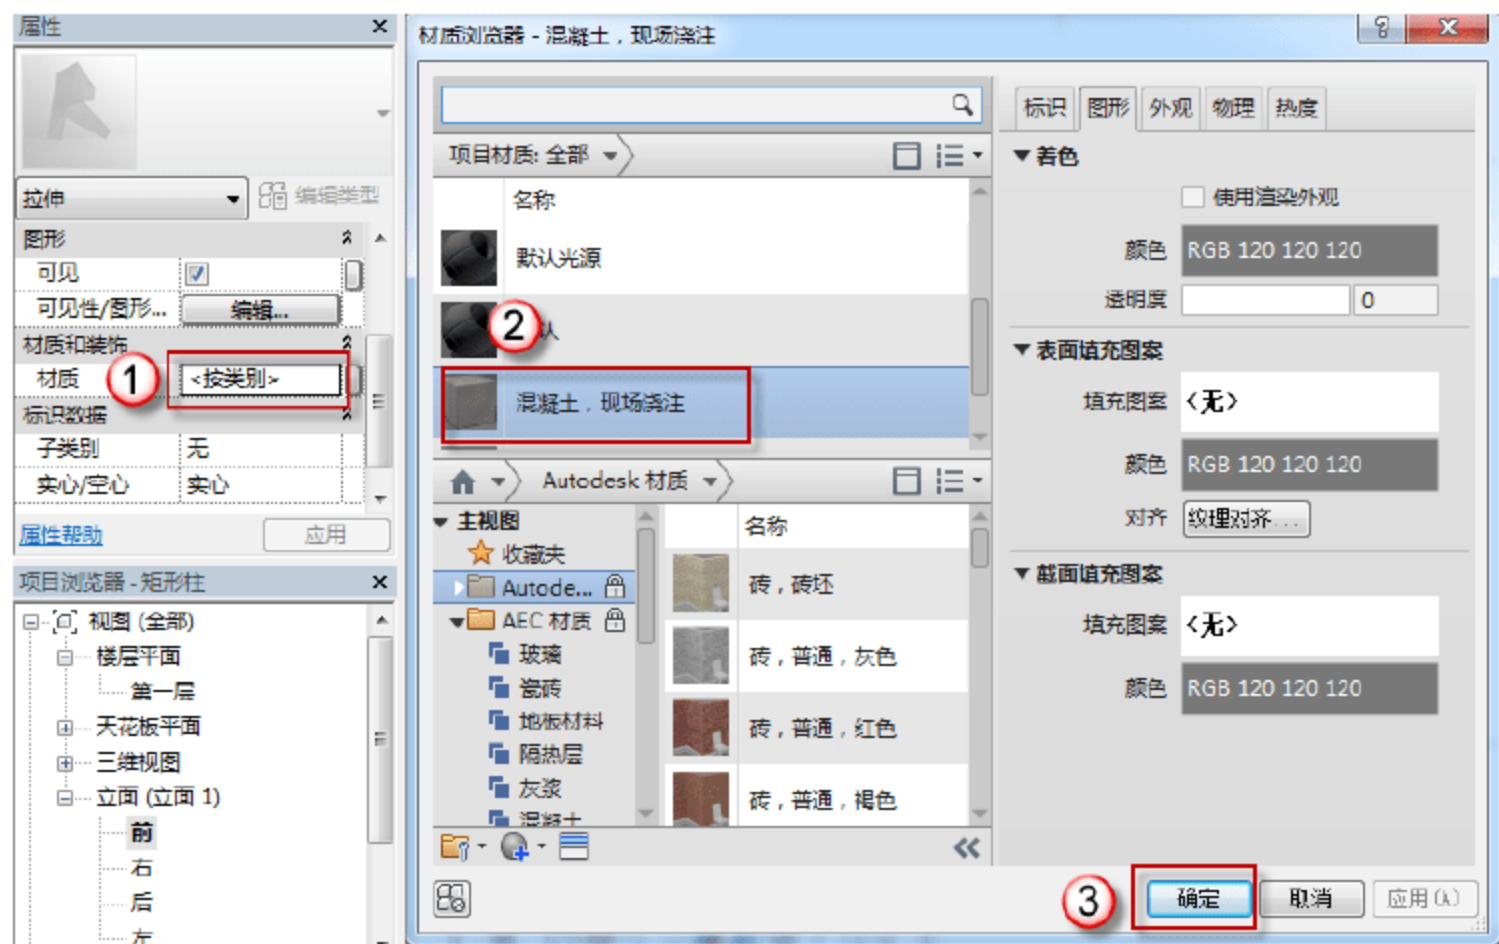 属性
拉伸
编辑类型
图形
可见
可见性/图形...
编辑...
材质和装饰
材质
1
<按类别>
标识数据
子类别
无
实心/空心
实心
属性帮助
应用
项目浏览器 - 矩形柱
视图 (全部)
楼层平面
第一层
天花板平面
三维视图
立面 (立面 1)
前
右
后
左
材质浏览器 - 混凝土，现场浇注
项目材质: 全部
名称
默认光源
2
认
混凝土，现场浇注
Autodesk 材质
主视图
收藏夹
Autode...
AEC 材质
玻璃
瓷砖
地板材料
隔热层
灰浆
混凝土
名称
砖，砖坯
砖，普通，灰色
砖，普通，红色
砖，普通，褐色
标识
图形
外观
物理
热度
着色
使用渲染外观
颜色
RGB 120 120 120
透明度
0
表面填充图案
填充图案
<无>
颜色
RGB 120 120 120
对齐
纹理对齐...
截面填充图案
填充图案
<无>
颜色
RGB 120 120 120
3
确定
取消
应用(A)